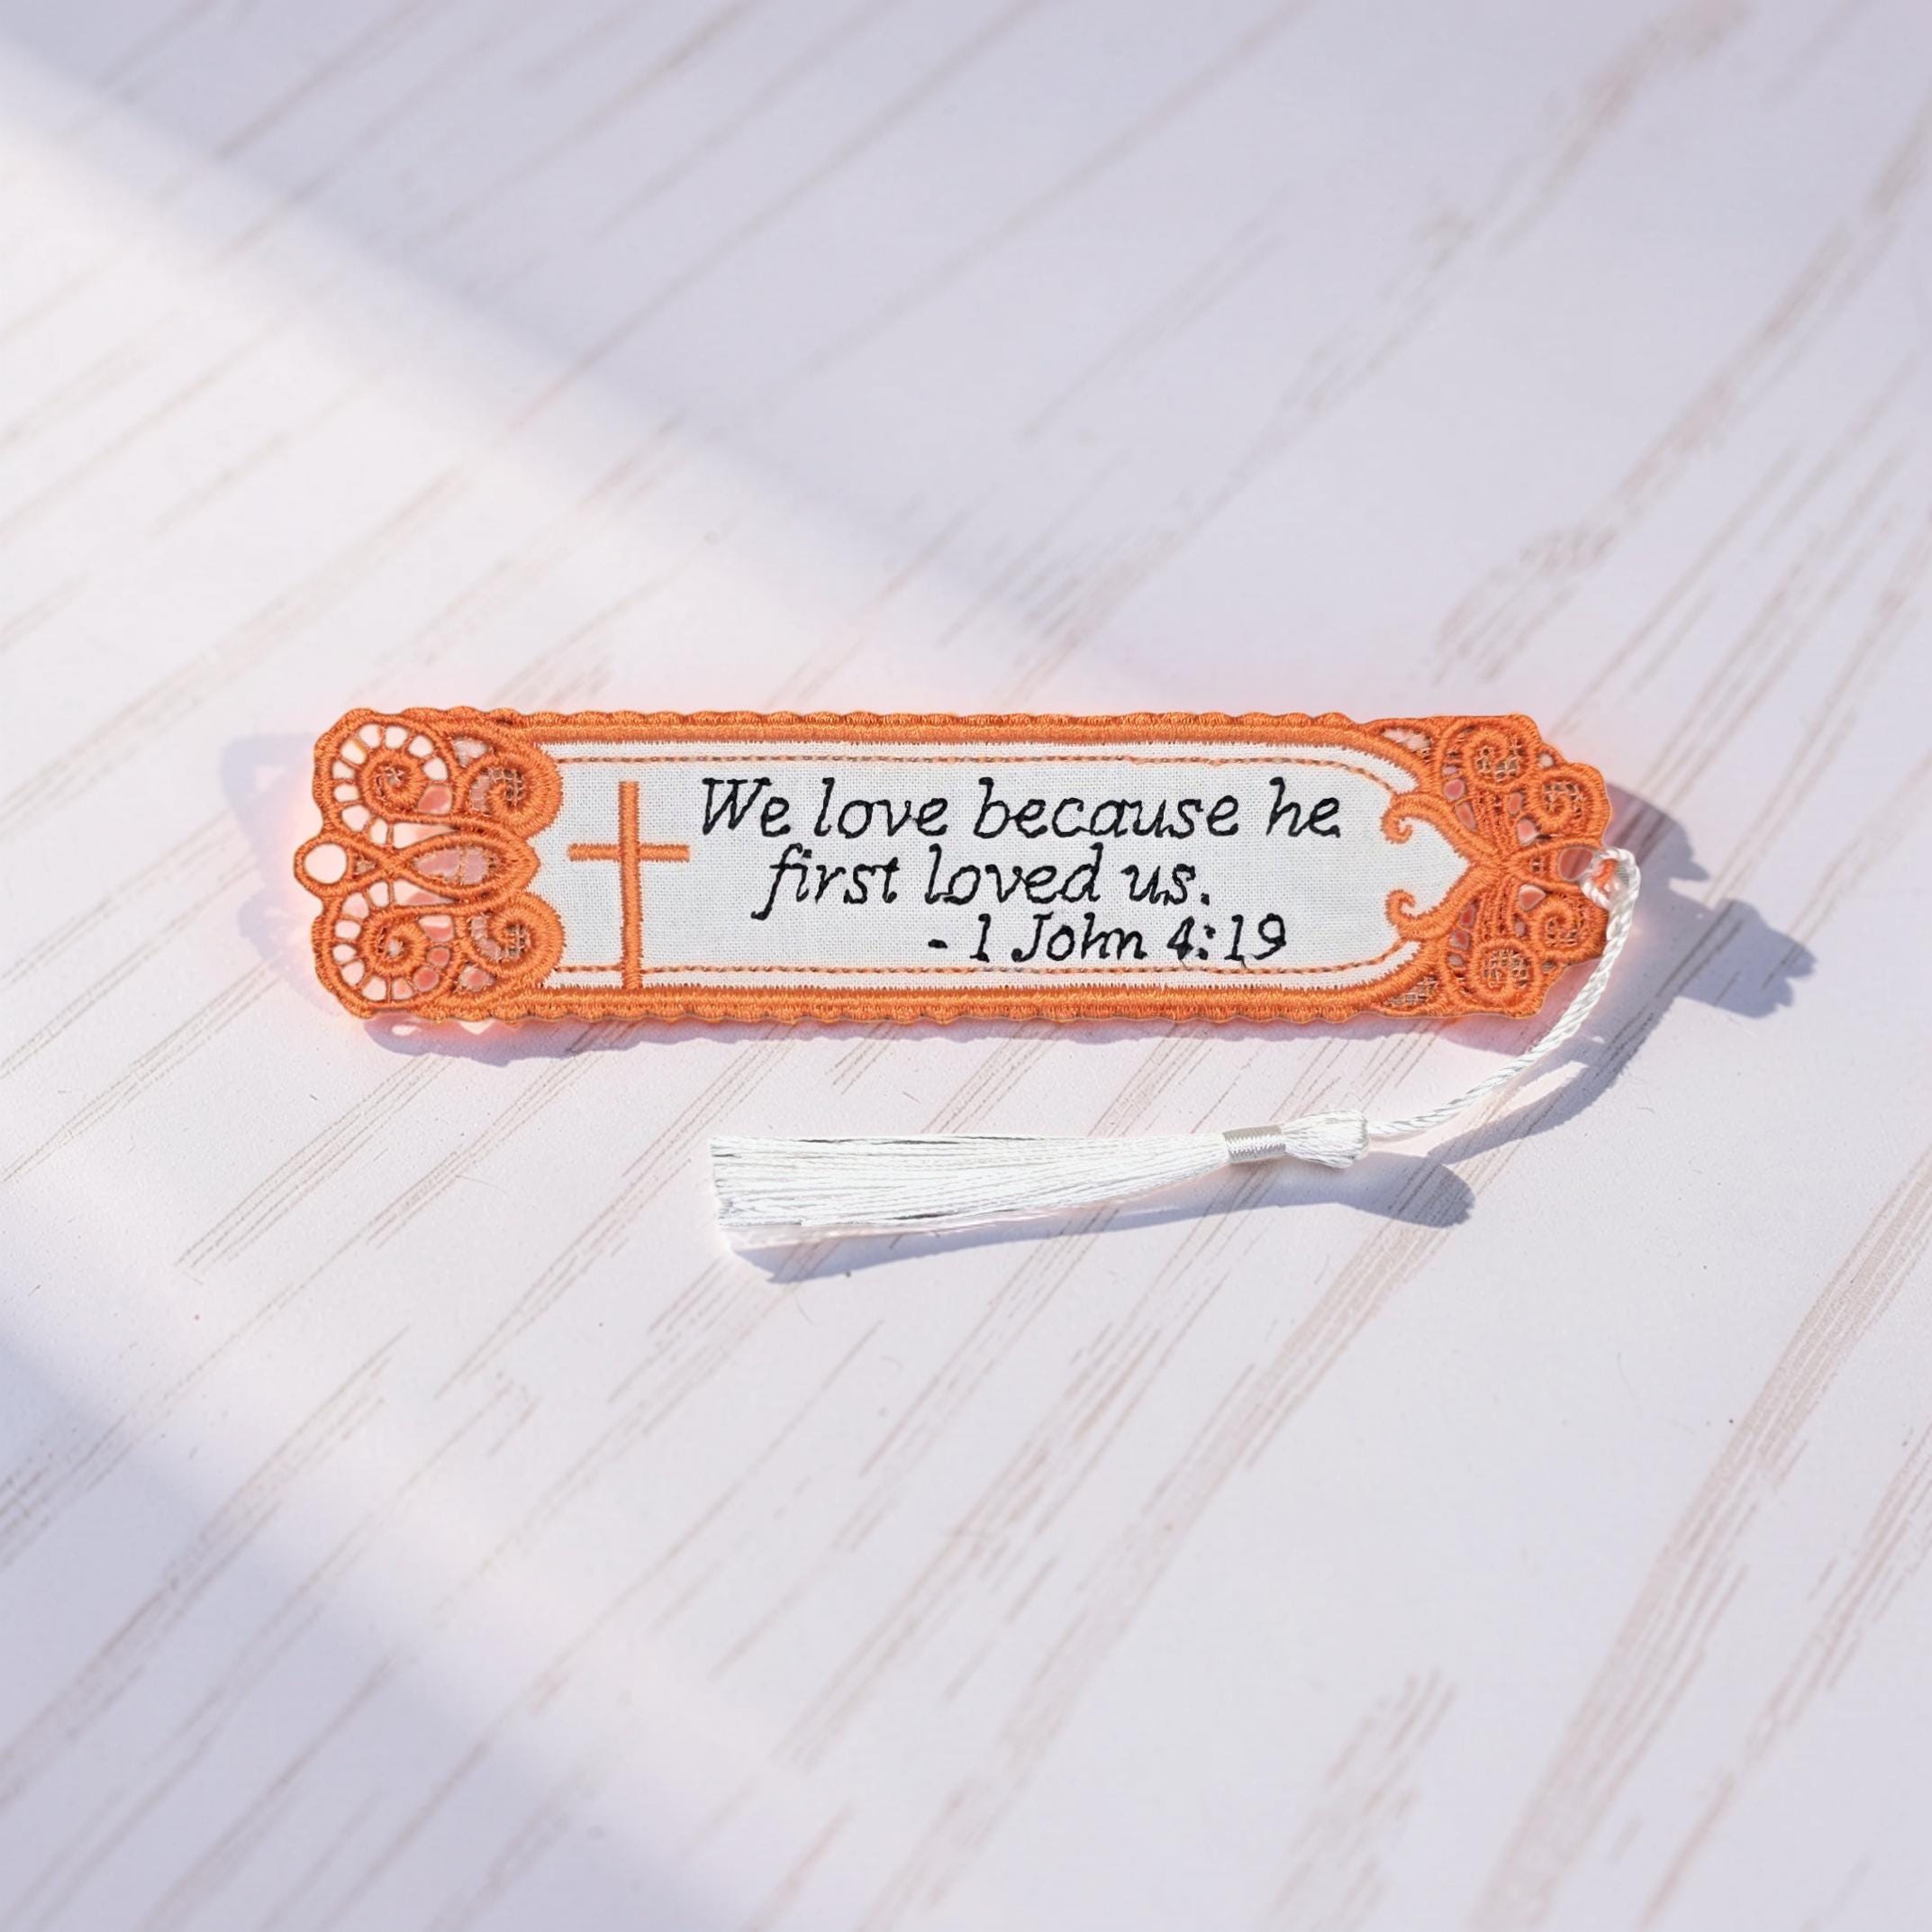 We love because he
first loved us.
- 1 John 4:19